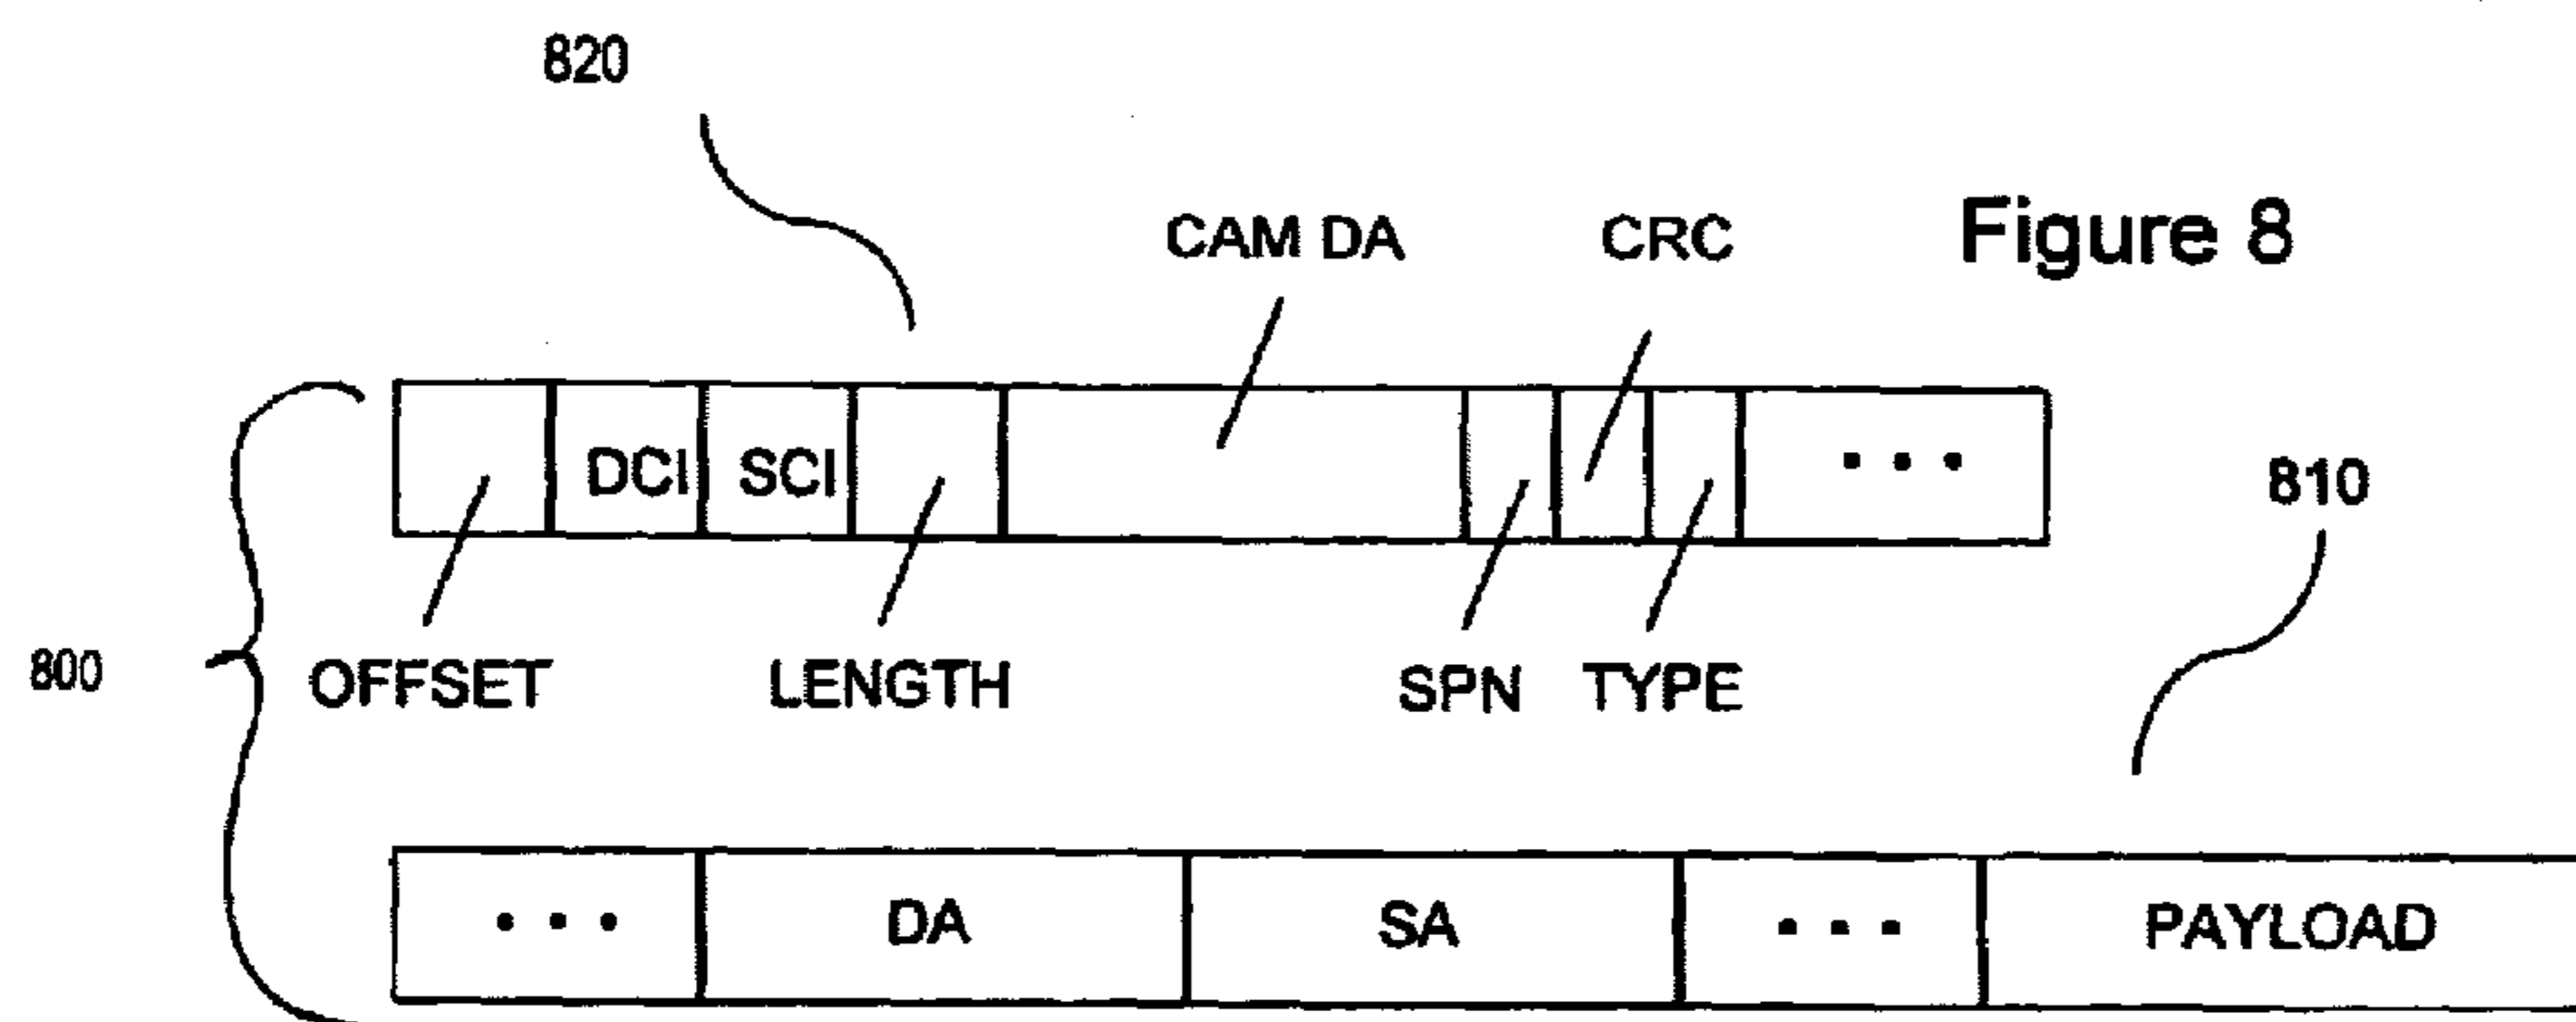 820
CAM DA CRC Figure 8
DCI SCI • • • 810
800 OFFSET LENGTH SPN TYPE
• • • DA SA • • • PAYLOAD